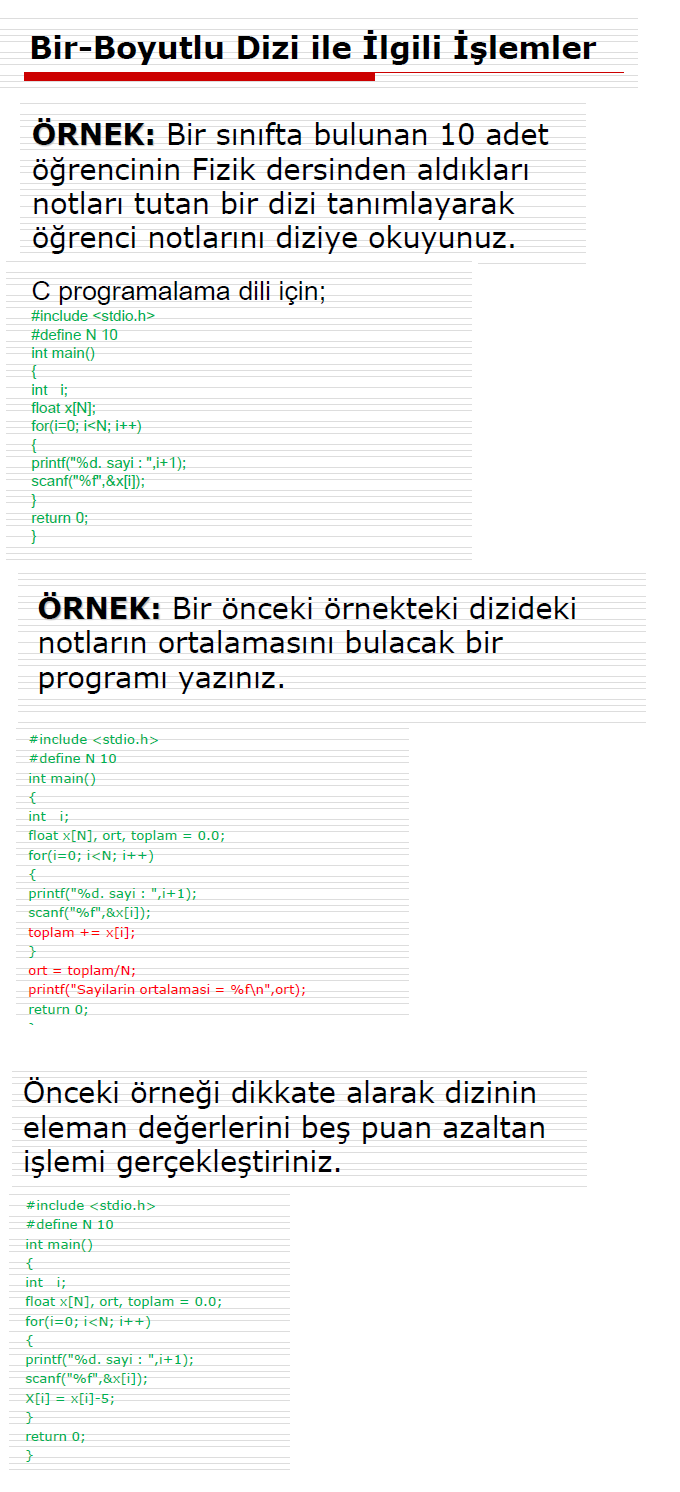 Bir-Boyutlu Dizi ile İlgili İşlemler
ÖRNEK: Bir sınıfta bulunan 10 adet
öğrencinin Fizik dersinden aldıkları
notları tutan bir dizi tanımlayarak
öğrenci notlarını diziye okuyunuz.
C programalama dili için;
#include <stdio.h>
#define N 10
int main()
{
int   i;
float x[N];
for(i=0; i<N; i++)
{
printf("%d. sayi : ",i+1);
scanf("%f",&x[i]);
}
return 0;
}
ÖRNEK: Bir önceki örnekteki dizideki
notların ortalamasını bulacak bir
programı yazınız.
#include <stdio.h>
#define N 10
int main()
{
int   i;
float x[N], ort, toplam = 0.0;
for(i=0; i<N; i++)
{
printf("%d. sayi : ",i+1);
scanf("%f",&x[i]);
toplam += x[i];
}
ort = toplam/N;
printf("Sayilarin ortalamasi = %f\n",ort);
return 0;
Önceki örneği dikkate alarak dizinin
eleman değerlerini beş puan azaltan
işlemi gerçekleştiriniz.
#include <stdio.h>
#define N 10
int main()
{
int   i;
float x[N], ort, toplam = 0.0;
for(i=0; i<N; i++)
{
printf("%d. sayi : ",i+1);
scanf("%f",&x[i]);
X[i] = x[i]-5;
}
return 0;
}